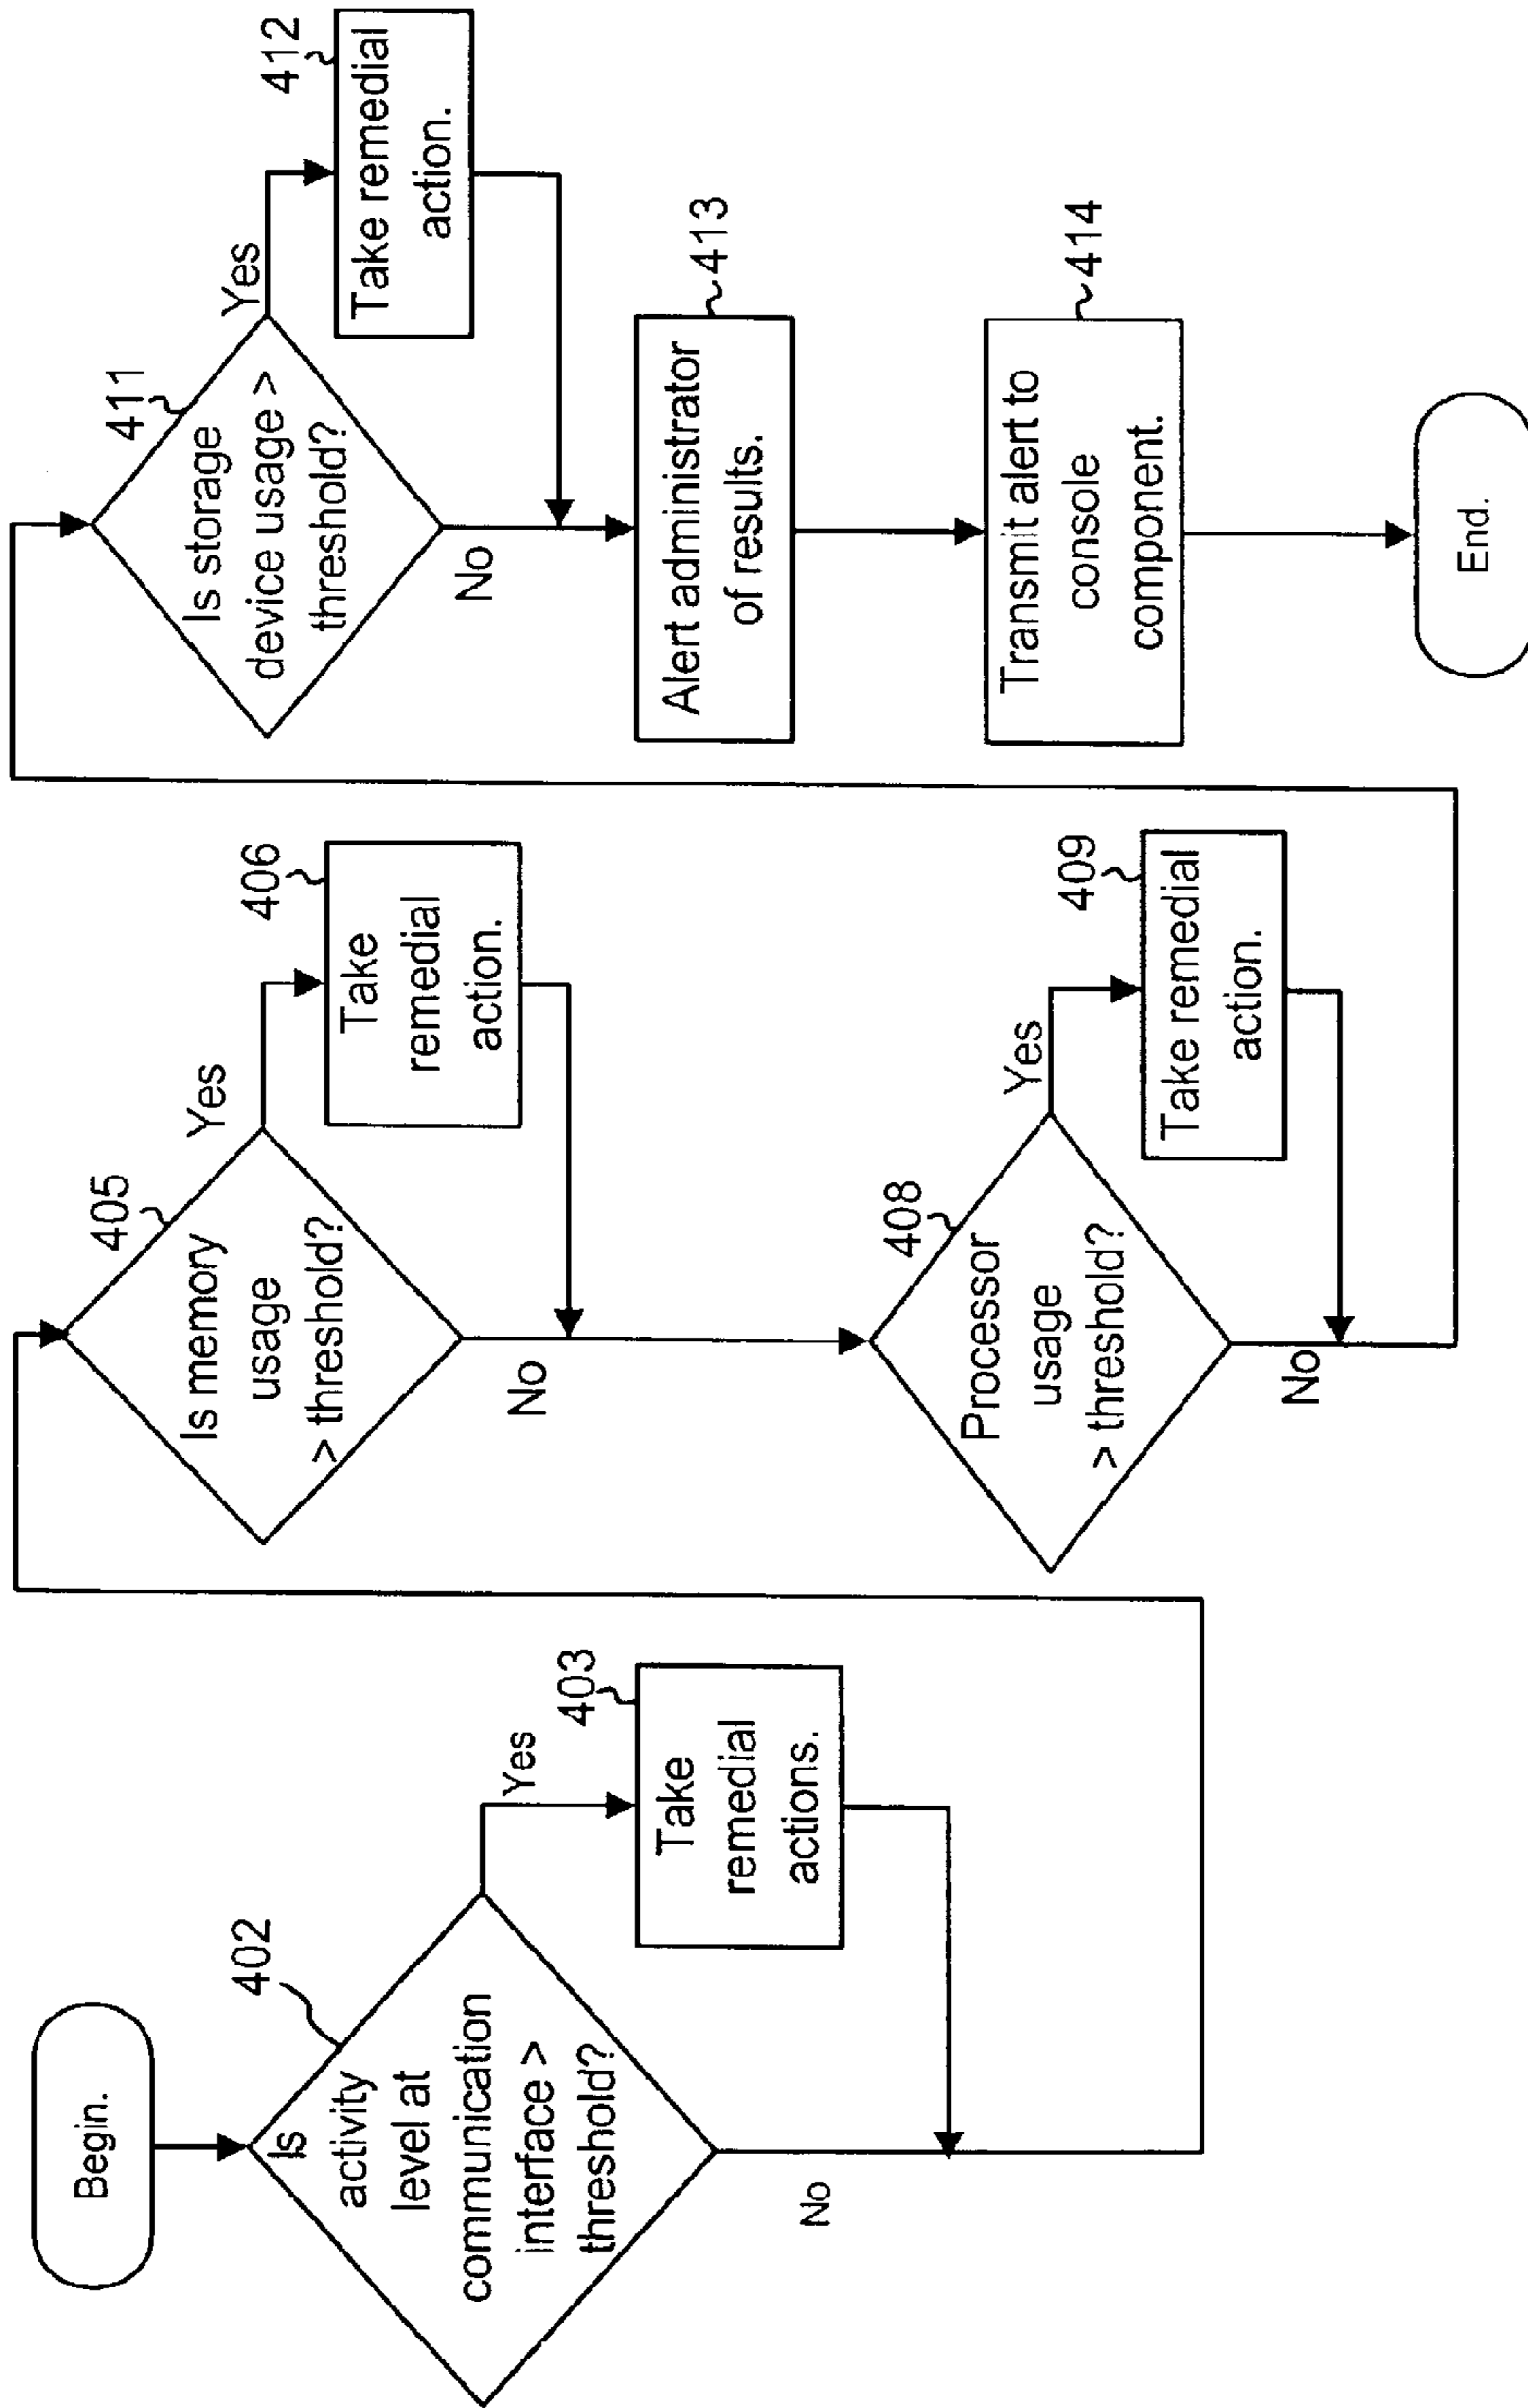 Begin.
402
Is
activity
level at
communication
interface >
threshold?
Yes
403
Take
remedial
actions.
No
405
Is memory
usage
> threshold?
Yes
406
Take
remedial
action.
No
408
Processor
usage
> threshold?
Yes
409
Take remedial
action.
No
411
Is storage
device usage >
threshold?
Yes
412
Take remedial
action.
No
413
Alert administrator
of results.
414
Transmit alert to
console
component.
End.